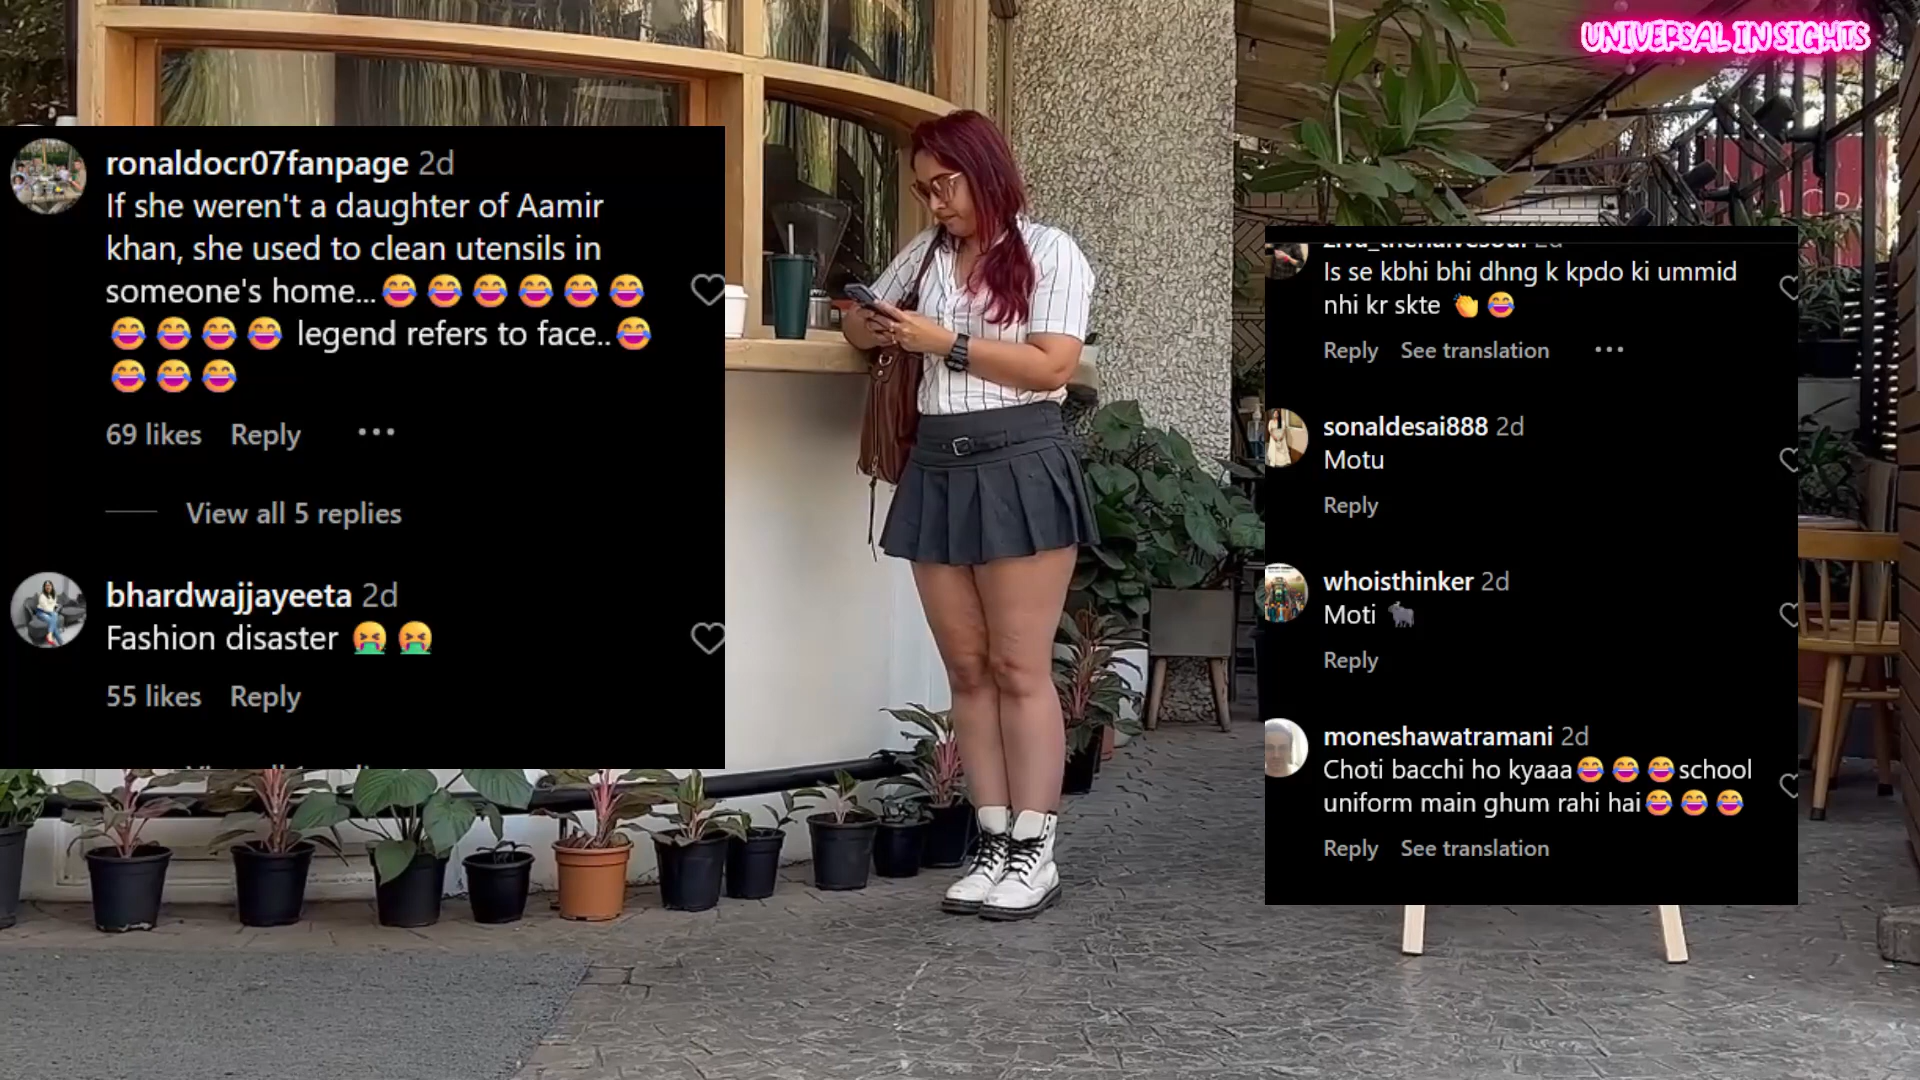 UNIVERSAL INSIGHTS
ronaldocr07fanpage 2d
If she weren't a daughter of Aamir
khan, she used to clean utensils in
someone's home...😂😂😂😂😂😂
😂😂😂😂 legend refers to face..😂
😂😂😂
69 likes Reply ...
View all 5 replies
bhardwajjayeeta 2d
Fashion disaster 🤮🤮
55 likes Reply
Is se kbhi bhi dhng k kpdo ki ummid
nhi kr skte 👏😂
Reply See translation ...
sonaldesai888 2d
Motu
Reply
whoisthinker 2d
Moti 🐃
Reply
moneshawatramani 2d
Choti bacchi ho kyaaa😂😂😂school
uniform main ghum rahi hai😂😂😂
Reply See translation